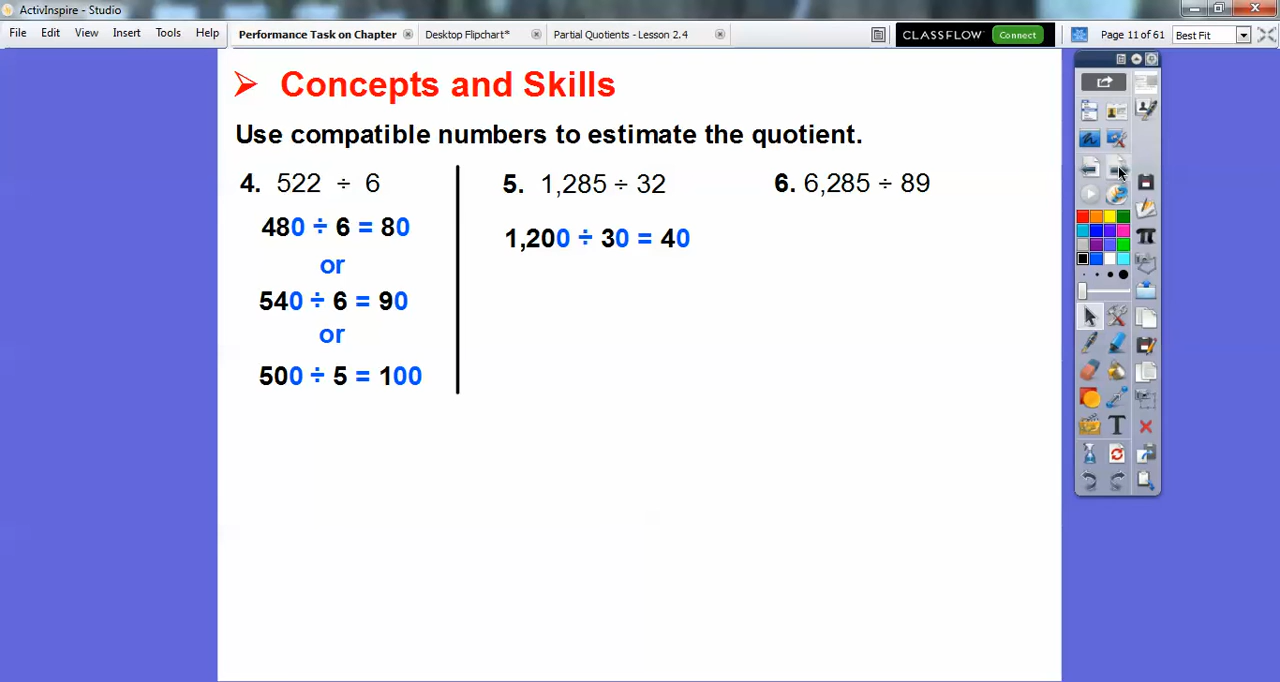 ActivInspire - Studio
File Edit View Insert Tools Help
Performance Task on Chapter
Desktop Flipchart*
Partial Quotients - Lesson 2.4
CLASSFLOW Connect
Page 11 of 61
Best Fit
➢ Concepts and Skills
Use compatible numbers to estimate the quotient.
4. 522 ÷ 6
480 ÷ 6 = 80
or
540 ÷ 6 = 90
or
500 ÷ 5 = 100
5. 1,285 ÷ 32
1,200 ÷ 30 = 40
6. 6,285 ÷ 89